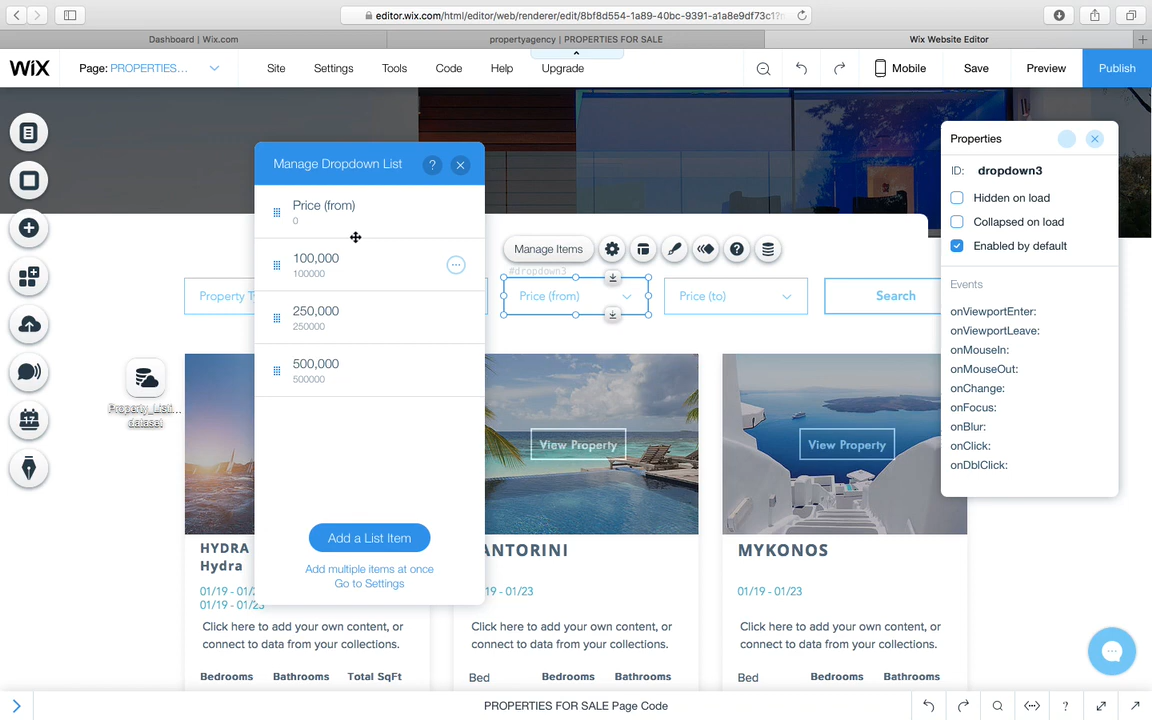 editor.wix.com/html/editor/web/renderer/edit/8bf8d554-1a89-40bc-9391-a1a8e9df73c1?n
Dashboard | Wix.com
propertyagency | PROPERTIES FOR SALE
Wix Website Editor
WiX
Page: PROPERTIES...
Site
Settings
Tools
Code
Help
Upgrade
Mobile
Save
Preview
Publish
Manage Dropdown List
?
Price (from)
0
100,000
100000
250,000
250000
500,000
500000
Add a List Item
Add multiple items at once
Go to Settings
Properties
ID: dropdown3
Hidden on load
Collapsed on load
Enabled by default
Events
onViewportEnter:
onViewportLeave:
onMouseIn:
onMouseOut:
onChange:
onFocus:
onBlur:
onClick:
onDblClick:
Manage Items
?
#dropdown3
Property T
Price (from)
Price (to)
Search
17
Property_Listi...
dataset
View Property
View Property
HYDRA
Hydra
01/19 - 01/2
01/19 - 01/23
Click here to add your own content, or
connect to data from your collections.
Bedrooms Bathrooms Total SqFt
ANTORINI
9 - 01/23
Click here to add your own content, or
connect to data from your collections.
Bed Bedrooms Bathrooms
MYKONOS
01/19 - 01/23
Click here to add your own content, or
connect to data from your collections.
Bed Bedrooms Bathrooms
PROPERTIES FOR SALE Page Code
?